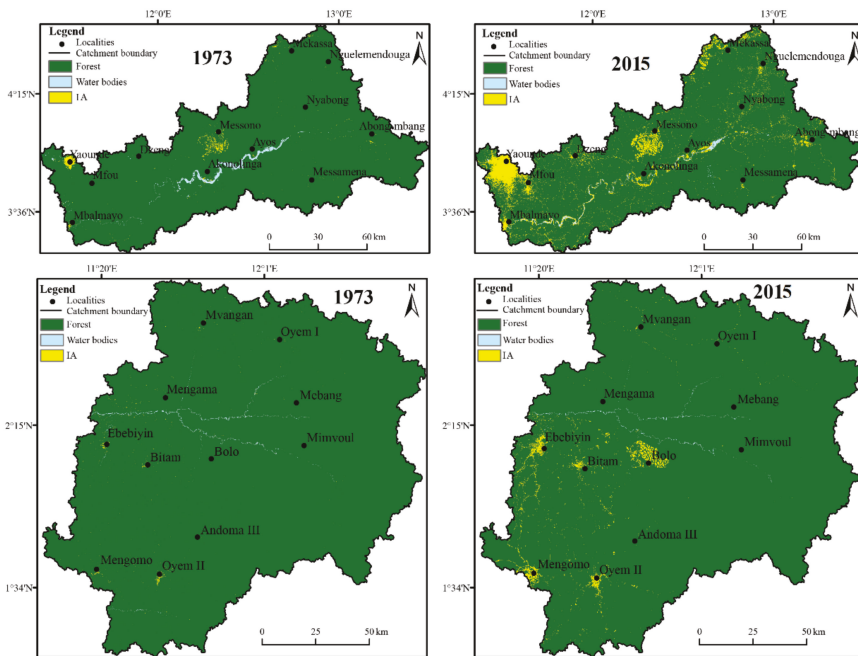 12°0'E
13°0'E
Legend
Localities
Catchment boundary
Forest
Water bodies
IA
1973
N
4°15'N
3°36'N
Mekassa
Nguelemendouga
Nyabong
Messono
Abongmbang
Yaounde
Dzeng
Ayos
Akonolinga
Mfou
Messamena
Mbalmayo
0 30 60 km
12°0'E
13°0'E
Legend
Localities
Catchment boundary
Forest
Water bodies
IA
2015
N
4°15'N
3°36'N
Mekassa
Nguelemendouga
Nyabong
Messono
Abongmbang
Yaounde
Dzeng
Ayos
Akonolinga
Mfou
Messamena
Mbalmayo
0 30 60 km
11°20'E
12°1'E
Legend
Localities
Catchment boundary
Forest
Water bodies
IA
1973
N
2°15'N
1°34'N
Mvangan
Oyem I
Mengama
Mebang
Ebebiyin
Mimvoul
Bitam
Bolo
Andoma III
Mengomo
Oyem II
0 25 50 km
11°20'E
12°1'E
Legend
Localities
Catchment boundary
Forest
Water bodies
IA
2015
N
2°15'N
1°34'N
Mvangan
Oyem I
Mengama
Mebang
Ebebiyin
Mimvoul
Bitam
Bolo
Andoma III
Mengomo
Oyem II
0 25 50 km